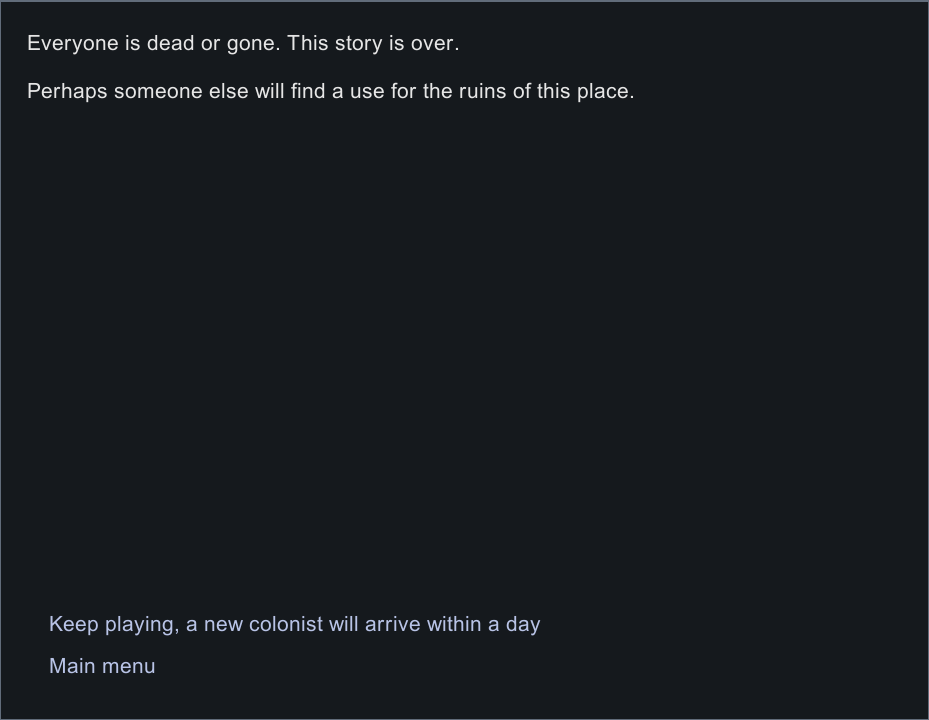 Everyone is dead or gone. This story is over.
Perhaps someone else will find a use for the ruins of this place.
Keep playing, a new colonist will arrive within a day
Main menu